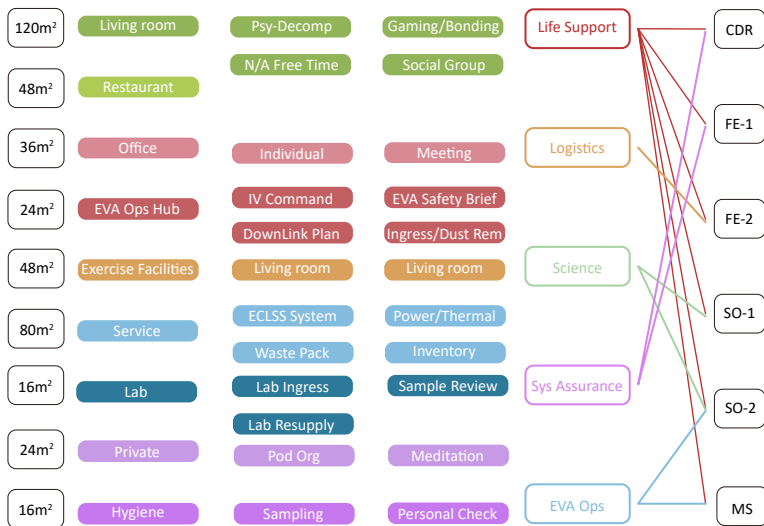 120m² Living room Psy-Decomp Gaming/Bonding Life Support CDR
N/A Free Time Social Group
48m² Restaurant
FE-1
36m² Office Individual Meeting Logistics
24m² EVA Ops Hub IV Command EVA Safety Brief
FE-2
DownLink Plan Ingress/Dust Rem
48m² Exercise Facilities Living room Living room Science
80m² Service ECLSS System Power/Thermal SO-1
Waste Pack Inventory
16m² Lab Lab Ingress Sample Review Sys Assurance
SO-2
Lab Resupply
24m² Private Pod Org Meditation
16m² Hygiene Sampling Personal Check EVA Ops MS